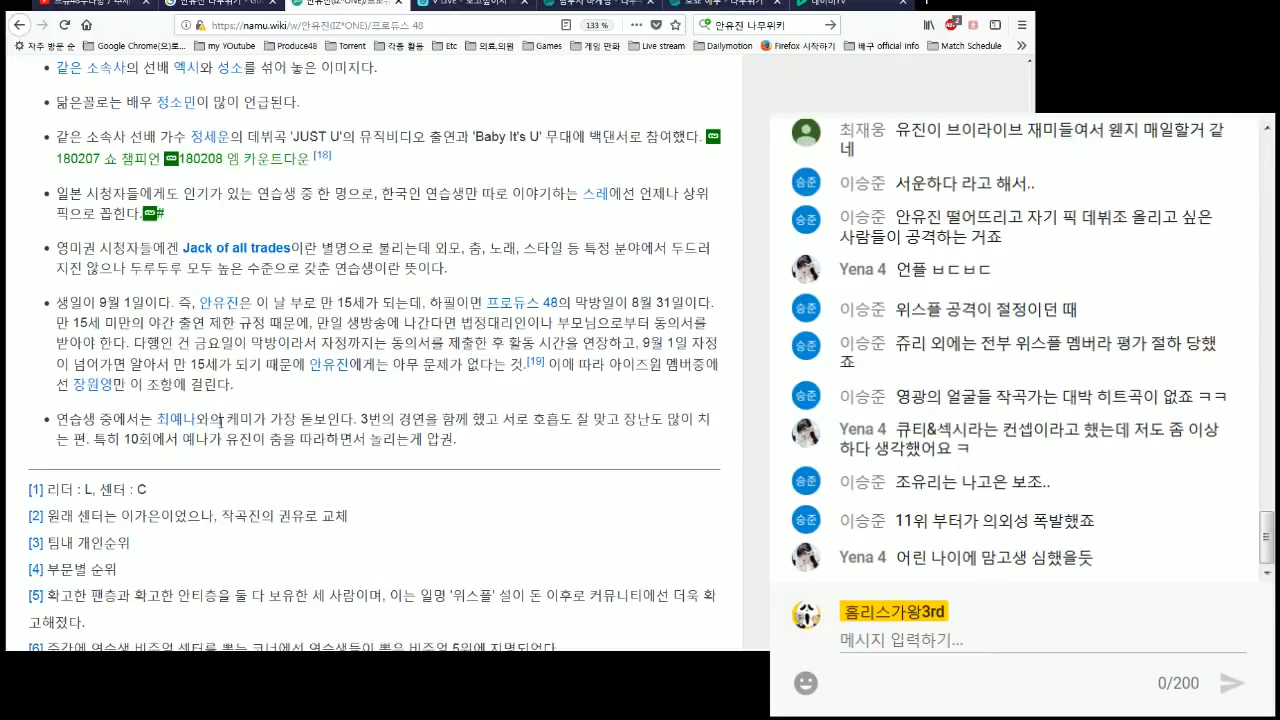 https://namu.wiki/w/안유진(IZ*ONE)/프로듀스 48
133 %
안유진 나무위키
자주 방문 순
Google Chrome(으)로...
my YOutube
Produce48
Torrent
각종 활동
Etc
의료,의원
Games
게임 만화
Live stream
Dailymotion
Firefox 시작하기
배구 official Info
Match Schedule
같은 소속사의 선배 엑시와 성소를 섞어 놓은 이미지다.
닮은꼴로는 배우 정소민이 많이 언급된다.
같은 소속사 선배 가수 정세운의 데뷔곡 'JUST U'의 뮤직비디오 출연과 'Baby It's U' 무대에 백댄서로 참여했다.
180207 쇼 챔피언 180208 엠 카운트다운 [18]
일본 시청자들에게도 인기가 있는 연습생 중 한 명으로, 한국인 연습생만 따로 이야기하는 스레에선 언제나 상위
픽으로 꼽힌다. #
영미권 시청자들에겐 Jack of all trades이란 별명으로 불리는데 외모, 춤, 노래, 스타일 등 특정 분야에서 두드러
지진 않으나 두루두루 모두 높은 수준으로 갖춘 연습생이란 뜻이다.
생일이 9월 1일이다. 즉, 안유진은 이 날 부로 만 15세가 되는데, 하필이면 프로듀스 48의 막방일이 8월 31일이다.
만 15세 미만의 야간 출연 제한 규정 때문에, 만일 생방송에 나간다면 법정대리인이나 부모님으로부터 동의서를
받아야 한다. 다행인 건 금요일이 막방이라서 자정까지는 동의서를 제출한 후 활동 시간을 연장하고, 9월 1일 자정
이 넘어가면 알아서 만 15세가 되기 때문에 안유진에게는 아무 문제가 없다는 것.[19] 이에 따라 아이즈원 멤버중에
선 장원영만 이 조항에 걸린다.
연습생 중에서는 최예나와의 케미가 가장 돋보인다. 3번의 경연을 함께 했고 서로 호흡도 잘 맞고 장난도 많이 치
는 편. 특히 10회에서 예나가 유진이 춤을 따라하면서 놀리는게 압권.
[1] 리더 : L, 센터 : C
[2] 원래 센터는 이가은이었으나, 작곡진의 권유로 교체
[3] 팀내 개인순위
[4] 부문별 순위
[5] 확고한 팬층과 확고한 안티층을 둘 다 보유한 세 사람이며, 이는 일명 '위스플' 설이 돈 이후로 커뮤니티에선 더욱 확
고해졌다.
최재웅 유진이 브이라이브 재미들여서 웬지 매일할거 같
네
승준 이승준 서운하다 라고 해서..
승준 이승준 안유진 떨어뜨리고 자기 픽 데뷔조 올리고 싶은
사람들이 공격하는 거죠
Yena 4 언플 ㅂㄷㅂㄷ
승준 이승준 위스플 공격이 절정이던 때
승준 이승준 쥬리 외에는 전부 위스플 멤버라 평가 절하 당했
죠
승준 이승준 영광의 얼굴들 작곡가는 대박 히트곡이 없죠 ㅋㅋ
Yena 4 큐티&섹시라는 컨셉이라고 했는데 저도 좀 이상
하다 생각했어요 ㅋ
승준 이승준 조유리는 나고은 보조..
승준 이승준 11위 부터가 의외성 폭발했죠
Yena 4 어린 나이에 맘고생 심했을듯
홈리스가왕3rd
메시지 입력하기...
0/200